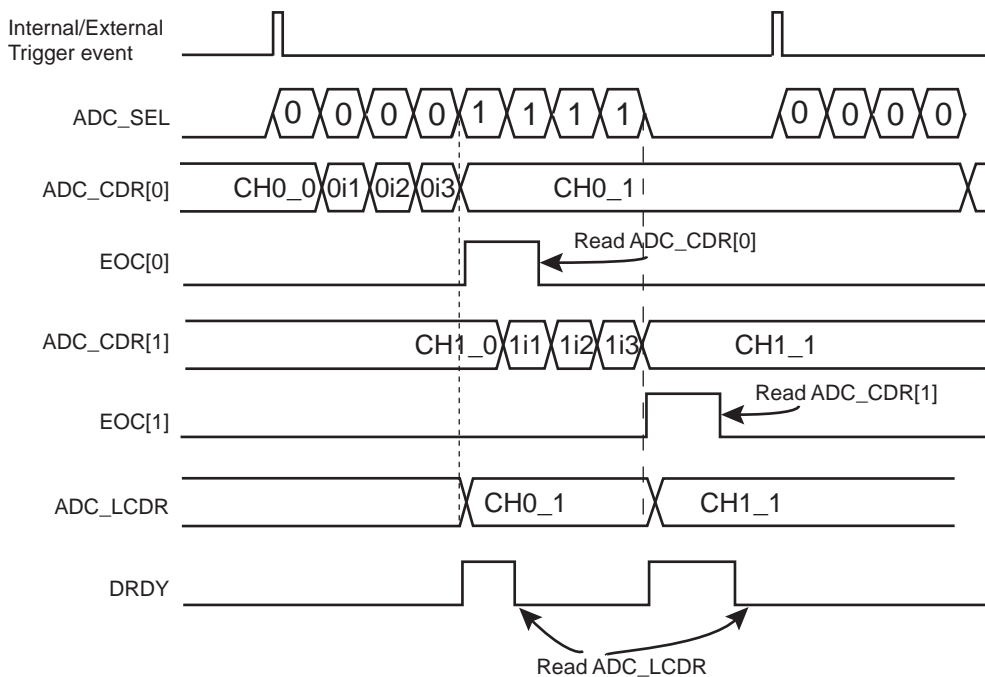 Internal/External
Trigger event
ADC_SEL
0 0 0 0 1 1 1 1 0 0 0 0
ADC_CDR[0]
CH0_0 0i1 0i2 0i3 CH0_1
EOC[0]
Read ADC_CDR[0]
ADC_CDR[1]
CH1_0 1i1 1i2 1i3 CH1_1
EOC[1]
Read ADC_CDR[1]
ADC_LCDR
CH0_1 CH1_1
DRDY
Read ADC_LCDR